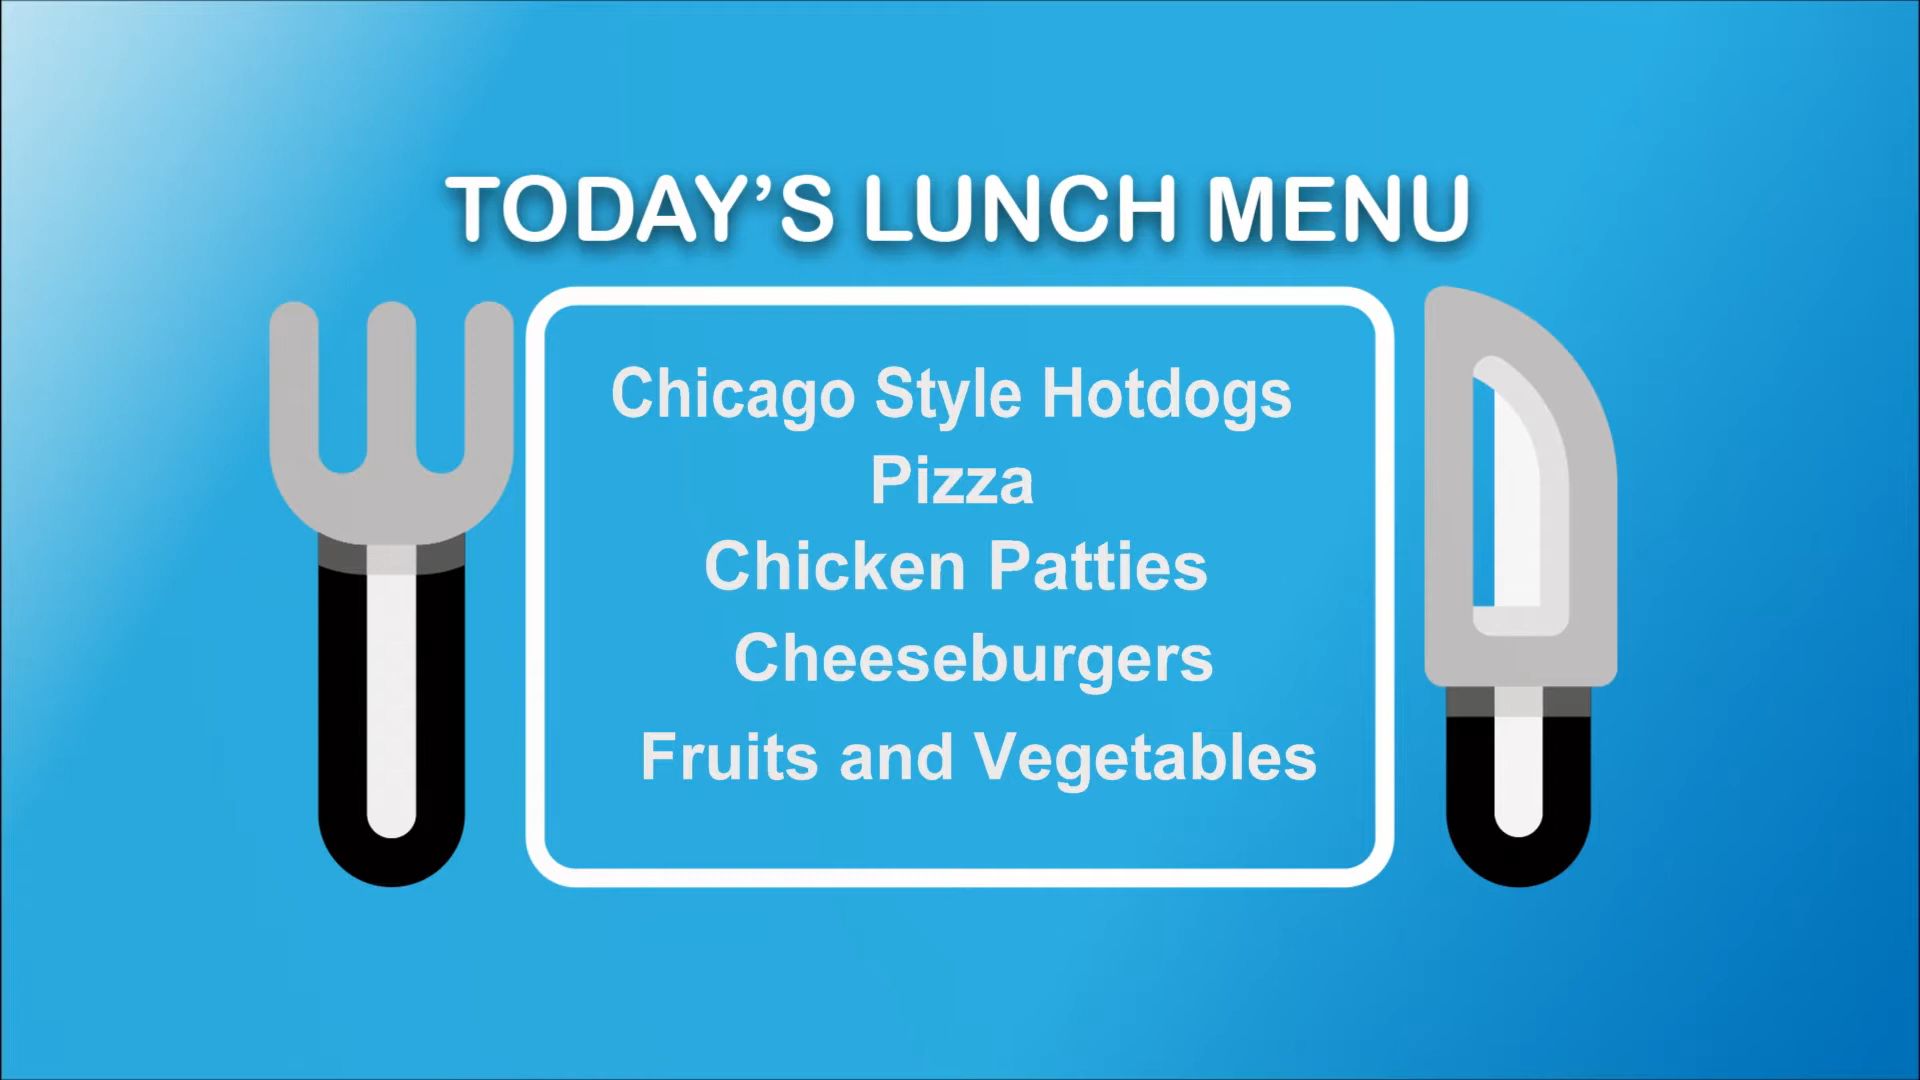 TODAY’S LUNCH MENU
Chicago Style Hotdogs
Pizza
Chicken Patties
Cheeseburgers
Fruits and Vegetables